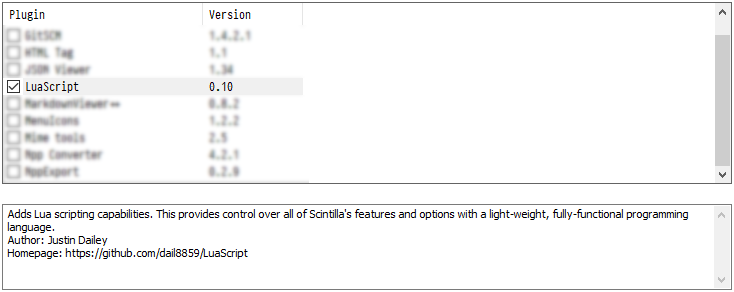 Plugin Version
GitSCM 1.4.2.1
HTML Tag 1.1
JSON Viewer 1.34
LuaScript 0.10
MarkdownViewer++ 0.8.2
MenuIcons 1.2.2
Mime tools 2.5
Npp Converter 4.2.1
NppExport 0.2.9
Adds Lua scripting capabilities. This provides control over all of Scintilla's features and options with a light-weight, fully-functional programming
language.
Author: Justin Dailey
Homepage: https://github.com/dail8859/LuaScript